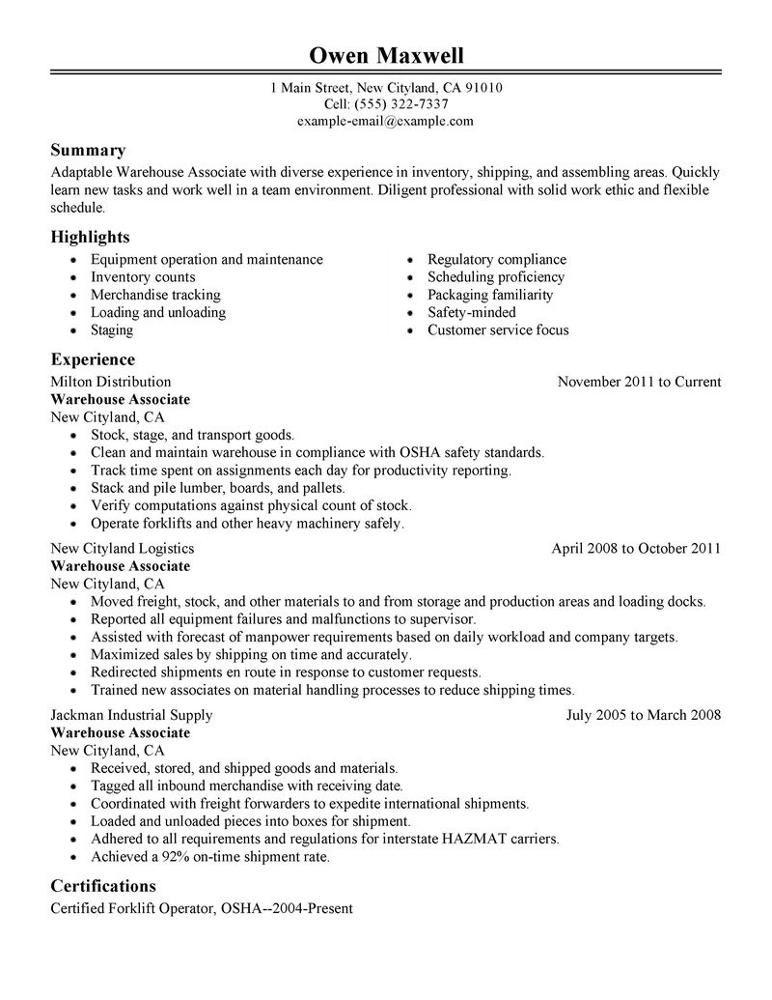 Owen Maxwell
1 Main Street, New Cityland, CA 91010
Cell: (555) 322-7337
example-email@example.com
Summary
Adaptable Warehouse Associate with diverse experience in inventory, shipping, and assembling areas. Quickly
learn new tasks and work well in a team environment. Diligent professional with solid work ethic and flexible
schedule.
Highlights
• Equipment operation and maintenance
• Inventory counts
• Merchandise tracking
• Loading and unloading
• Staging
• Regulatory compliance
• Scheduling proficiency
• Packaging familiarity
• Safety-minded
• Customer service focus
Experience
Milton Distribution November 2011 to Current
Warehouse Associate
New Cityland, CA
• Stock, stage, and transport goods.
• Clean and maintain warehouse in compliance with OSHA safety standards.
• Track time spent on assignments each day for productivity reporting.
• Stack and pile lumber, boards, and pallets.
• Verify computations against physical count of stock.
• Operate forklifts and other heavy machinery safely.
New Cityland Logistics April 2008 to October 2011
Warehouse Associate
New Cityland, CA
• Moved freight, stock, and other materials to and from storage and production areas and loading docks.
• Reported all equipment failures and malfunctions to supervisor.
• Assisted with forecast of manpower requirements based on daily workload and company targets.
• Maximized sales by shipping on time and accurately.
• Redirected shipments en route in response to customer requests.
• Trained new associates on material handling processes to reduce shipping times.
Jackman Industrial Supply July 2005 to March 2008
Warehouse Associate
New Cityland, CA
• Received, stored, and shipped goods and materials.
• Tagged all inbound merchandise with receiving date.
• Coordinated with freight forwarders to expedite international shipments.
• Loaded and unloaded pieces into boxes for shipment.
• Adhered to all requirements and regulations for interstate HAZMAT carriers.
• Achieved a 92% on-time shipment rate.
Certifications
Certified Forklift Operator, OSHA--2004-Present